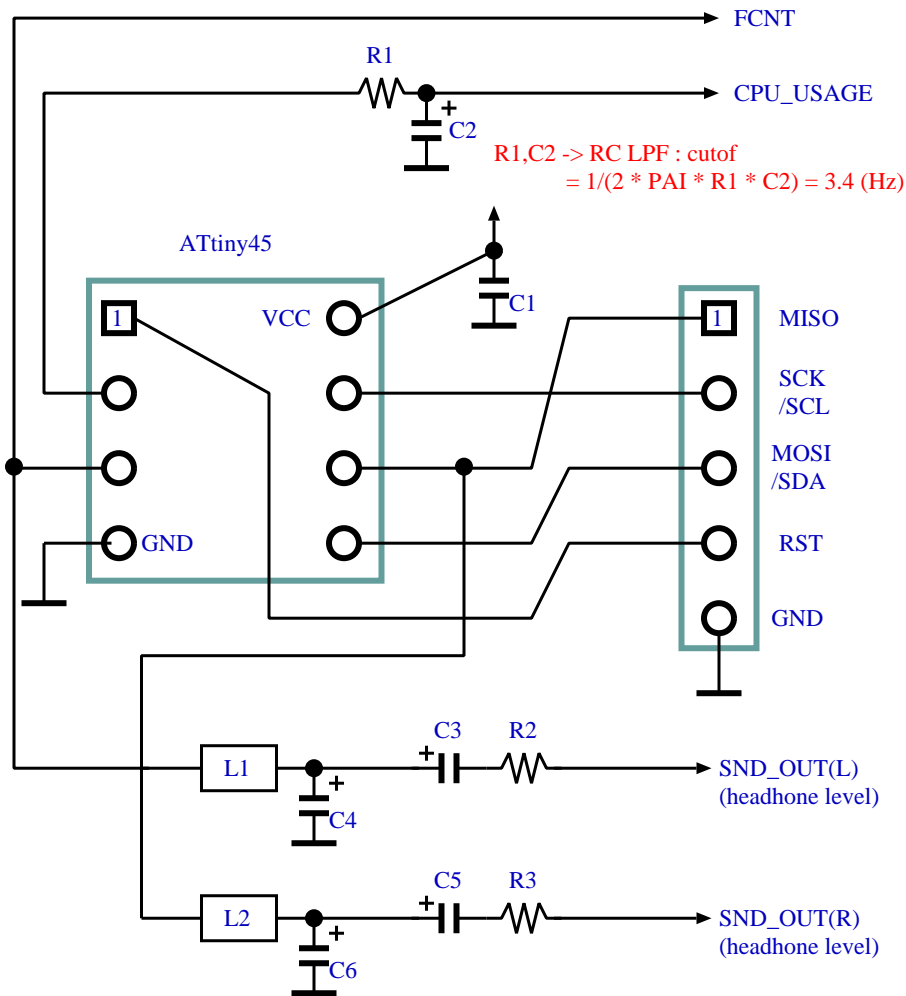 FCNT
R1
CPU_USAGE
C2
R1,C2 -> RC LPF : cutof
= 1/(2 * PAI * R1 * C2) = 3.4 (Hz)
ATtiny45
C1
1
VCC
1
MISO
SCK
/SCL
MOSI
/SDA
GND
RST
GND
C3
R2
L1
SND_OUT(L)
(headhone level)
C4
C5
R3
L2
SND_OUT(R)
(headhone level)
C6